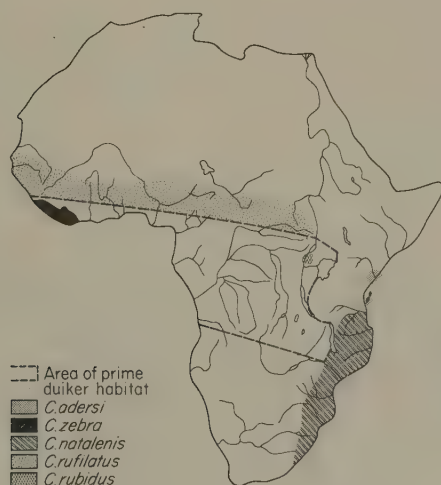 Area of prime
duiker habitat
C.adersi
C.zebra
C.natalenis
C.rufilatus
C.rubidus